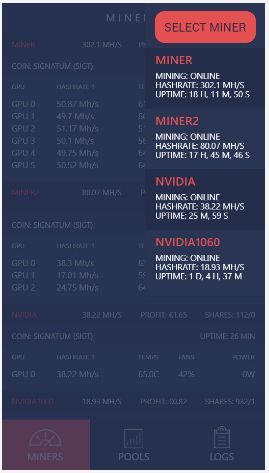 MINER
SELECT MINER
MINER 302.1 MH/S
COIN: SIGNATUM (SIGT)
GPU HASHRATE 1
GPU 0 50.87 Mh/s
GPU 1 49.7 Mh/s
GPU 2 51.17 Mh/s
GPU 3 50.1 Mh/s
GPU 4 49.75 Mh/s
GPU 5 50.52 Mh/s
MINER
MINING: ONLINE
HASHRATE: 302.1 MH/S
UPTIME: 18 H, 11 M, 50 S
MINER2
MINING: ONLINE
HASHRATE: 80.07 MH/S
UPTIME: 17 H, 45 M, 46 S
NVIDIA
MINING: ONLINE
HASHRATE: 38.22 MH/S
UPTIME: 25 M, 59 S
NVIDIA1060
MINING: ONLINE
HASHRATE: 18.93 MH/S
UPTIME: 1 D, 4 H, 37 M
MINER2 80.07 MH/S
COIN: SIGNATUM (SIGT)
GPU HASHRATE 1
GPU 0 38.3 Mh/s
GPU 1 17.01 Mh/s
GPU 2 24.75 Mh/s
NVIDIA 38.22 MH/S PROFIT: €1.65 SHARES: 112/0
COIN: SIGNATUM (SIGT) UPTIME: 26 MIN
GPU HASHRATE 1 TEMPS FANS POWER
GPU 0 38.22 Mh/s 65.0C 42% 0W
NVIDIA1060 18.93 MH/S PROFIT: €0.82 SHARES: 932/1
MINERS POOLS LOGS